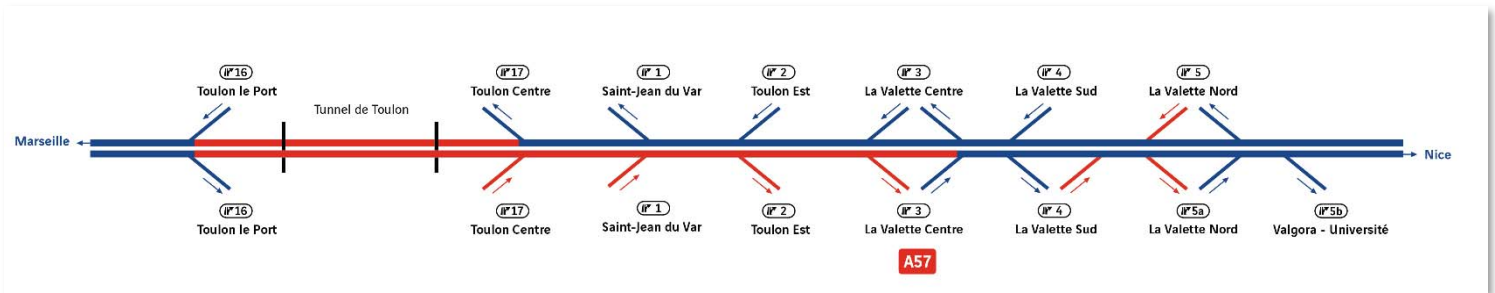 16
Toulon le Port
17
Toulon Centre
1
Saint-Jean du Var
2
Toulon Est
3
La Valette Centre
4
La Valette Sud
5
La Valette Nord
Tunnel de Toulon
Marseille
Nice
16
Toulon le Port
17
Toulon Centre
1
Saint-Jean du Var
2
Toulon Est
3
La Valette Centre
4
La Valette Sud
5a
La Valette Nord
5b
Valgora - Université
A57